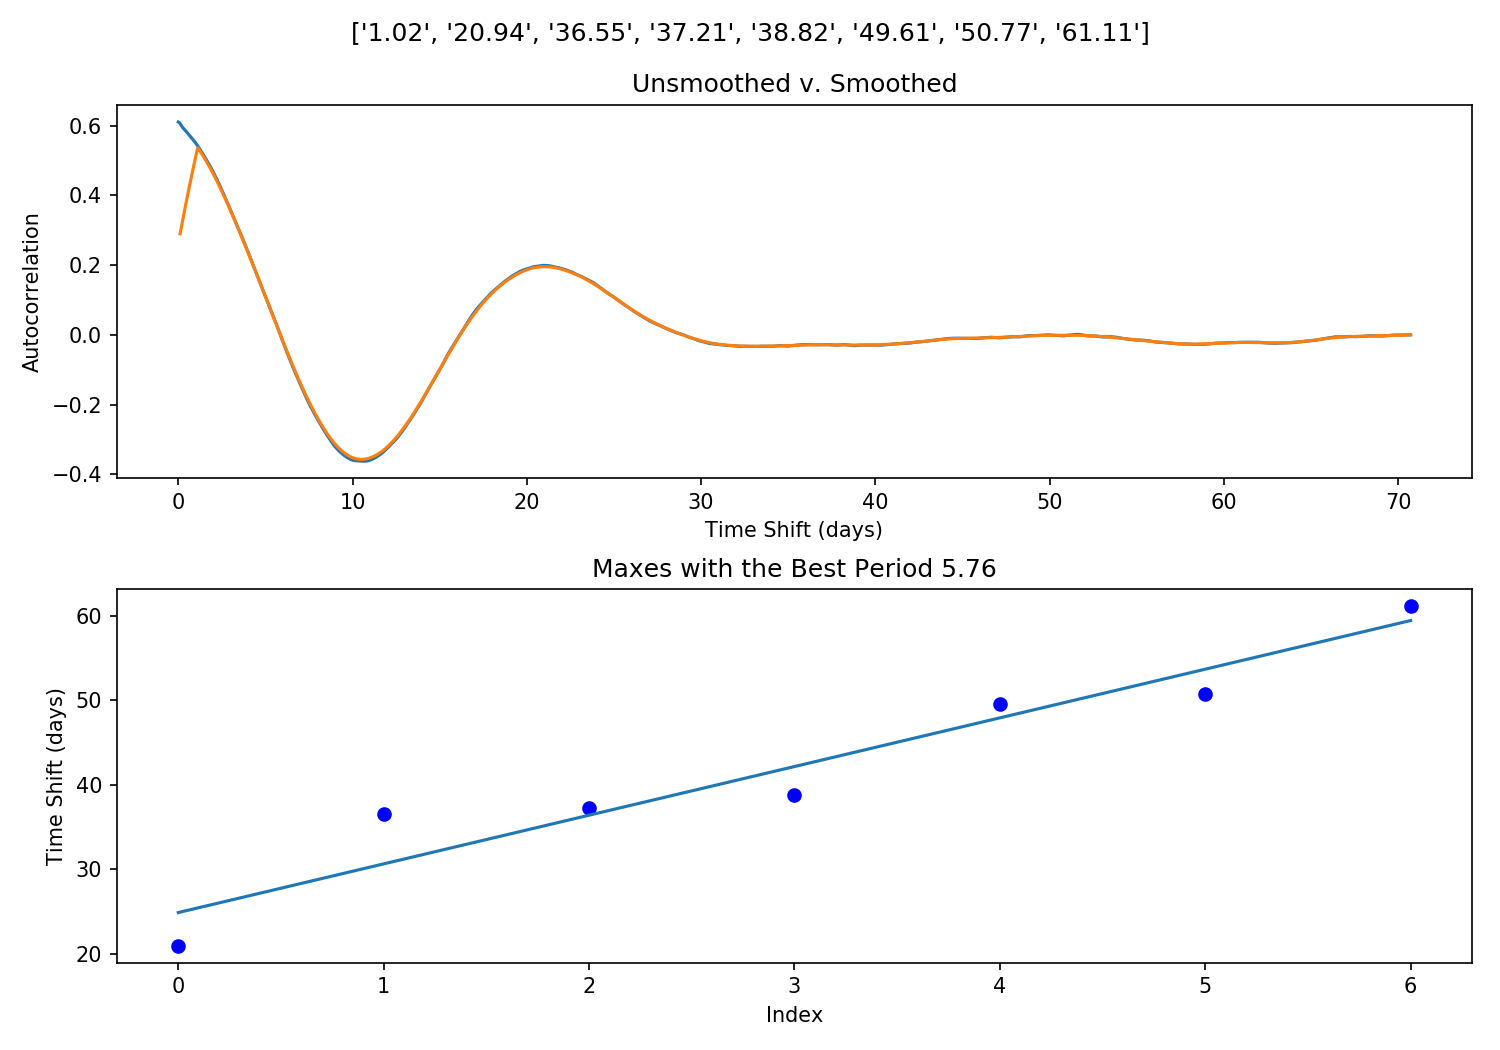 ['1.02', '20.94', '36.55', '37.21', '38.82', '49.61', '50.77', '61.11']
Unsmoothed v. Smoothed
Autocorrelation
0.6
0.4
0.2
0.0
−0.2
−0.4
0 10 20 30 40 50 60 70
Time Shift (days)
Maxes with the Best Period 5.76
Time Shift (days)
60
50
40
30
20
0 1 2 3 4 5 6
Index